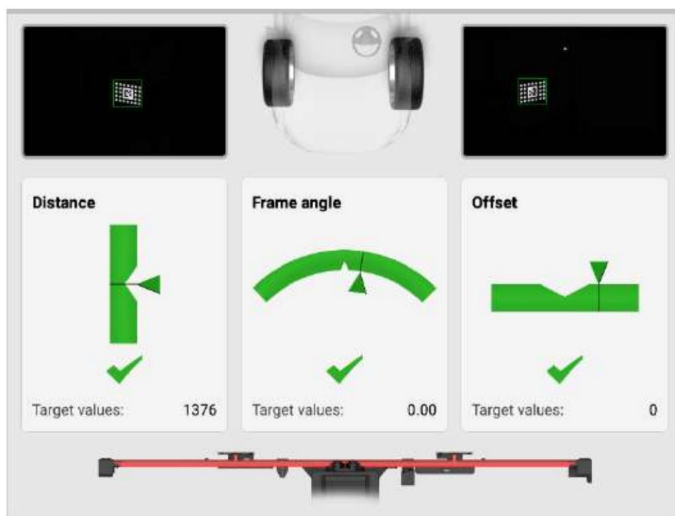 Distance
Frame angle
Offset
Target values: 1376
Target values: 0.00
Target values: 0